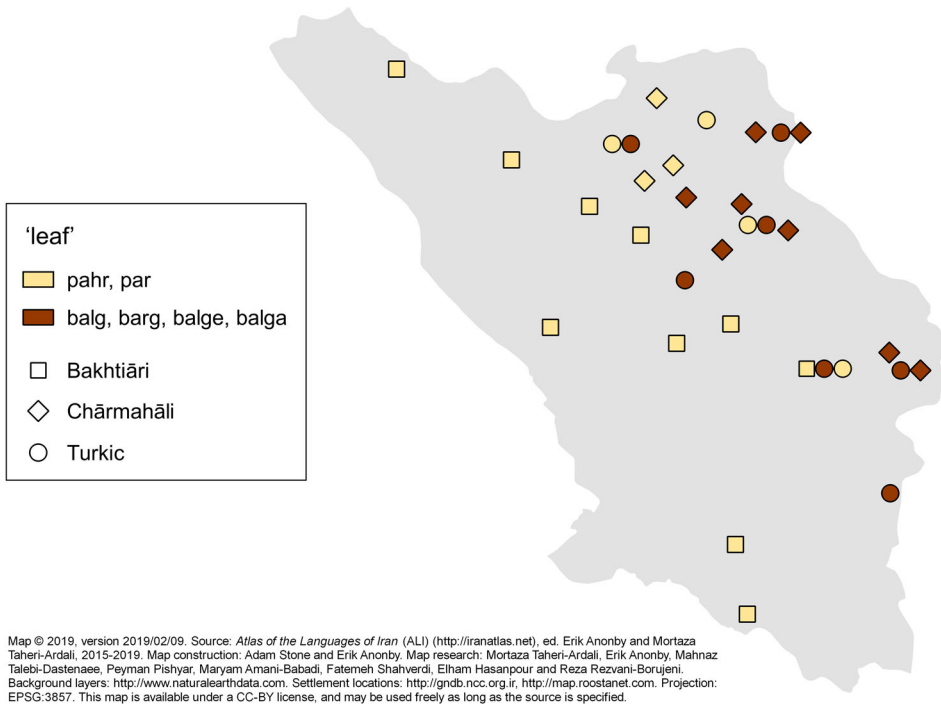 ‘leaf’
pahr, par
balg, barg, balge, balga
Bakhtiāri
Chārmahāli
Turkic
Map © 2019, version 2019/02/09. Source: Atlas of the Languages of Iran (ALI) (http://iranatlas.net), ed. Erik Anonby and Mortaza
Taheri-Ardali, 2015-2019. Map construction: Adam Stone and Erik Anonby. Map research: Mortaza Taheri-Ardali, Erik Anonby, Mahnaz
Talebi-Dastenaee, Peyman Pishyar, Maryam Amani-Babadi, Fatemeh Shahverdi, Elham Hasanpour and Reza Rezvani-Borujeni.
Background layers: http://www.naturalearthdata.com. Settlement locations: http://gndb.ncc.org.ir, http://map.roostanet.com. Projection:
EPSG:3857. This map is available under a CC-BY license, and may be used freely as long as the source is specified.